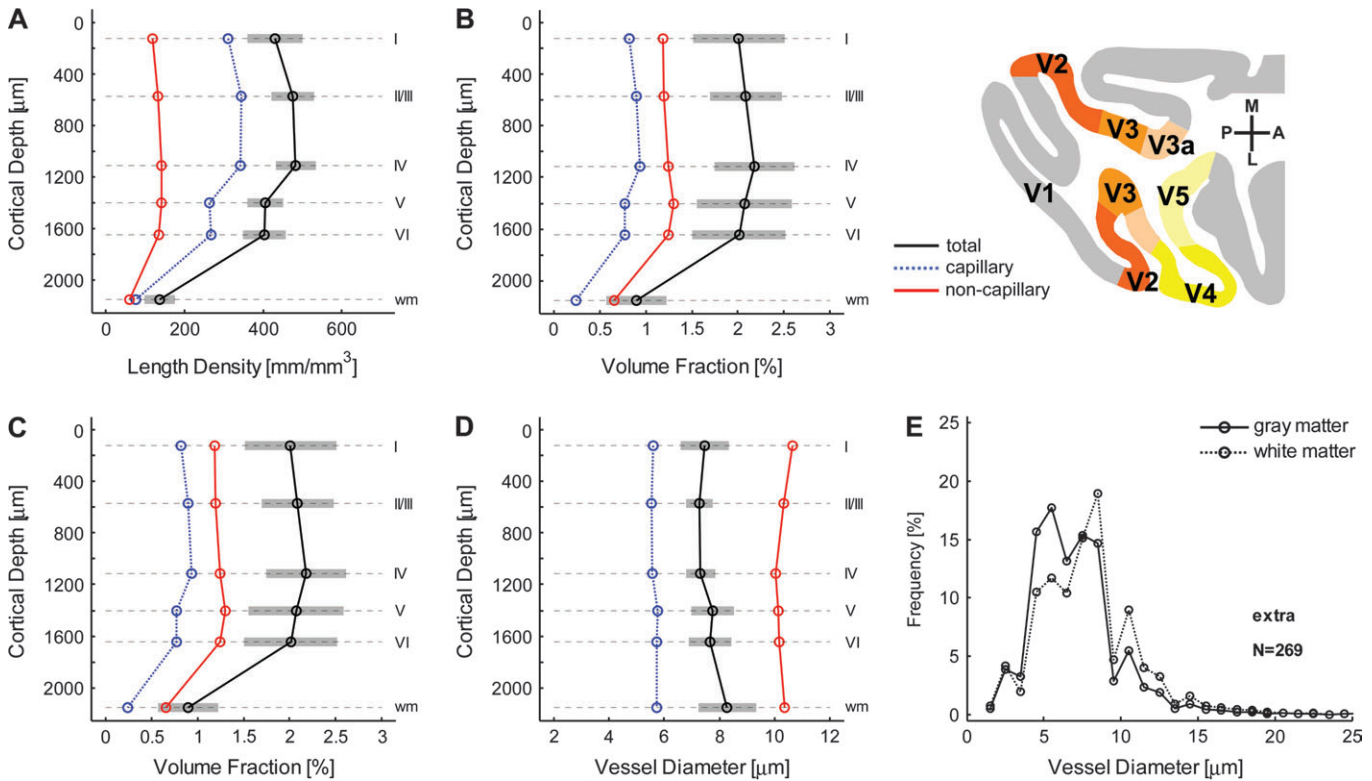 A
0
400
800
1200
1600
2000
Cortical Depth [μm]
I
II/III
IV
V
VI
wm
0
200
400
600
Length Density [mm/mm³]
B
0
400
800
1200
1600
2000
Cortical Depth [μm]
I
II/III
IV
V
VI
wm
0
0.5
1
1.5
2
2.5
3
Volume Fraction [%]
total
capillary
non-capillary
V2
V3
V3a
V1
V3
V5
V2
V4
M
P A
L
C
0
400
800
1200
1600
2000
Cortical Depth [μm]
I
II/III
IV
V
VI
wm
0
0.5
1
1.5
2
2.5
3
Volume Fraction [%]
D
0
400
800
1200
1600
2000
Cortical Depth [μm]
I
II/III
IV
V
VI
wm
2
4
6
8
10
12
Vessel Diameter [μm]
E
25
20
15
10
5
0
Frequency [%]
gray matter
white matter
extra
N=269
0
5
10
15
20
25
Vessel Diameter [μm]